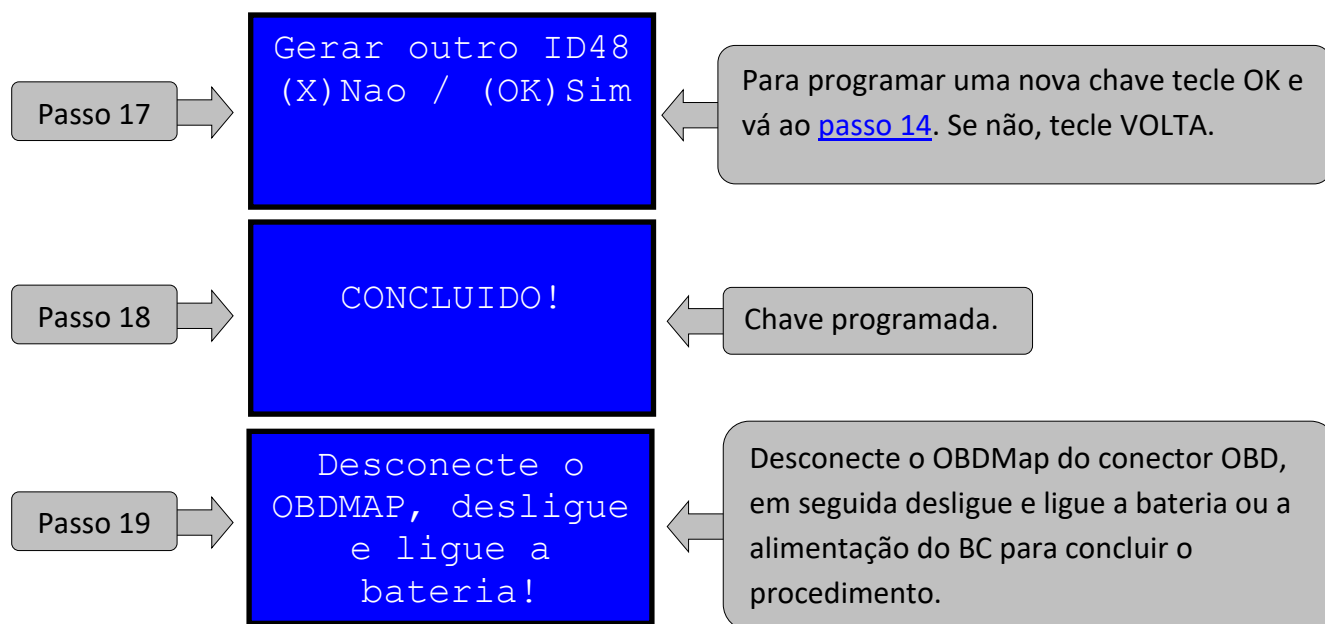 Passo 17
Gerar outro ID48
(X)Nao / (OK)Sim
Para programar uma nova chave tecle OK e
vá ao passo 14. Se não, tecle VOLTA.
Passo 18
CONCLUIDO!
Chave programada.
Passo 19
Desconecte o
OBDMAP, desligue
e ligue a
bateria!
Desconecte o OBDMap do conector OBD,
em seguida desligue e ligue a bateria ou a
alimentação do BC para concluir o
procedimento.